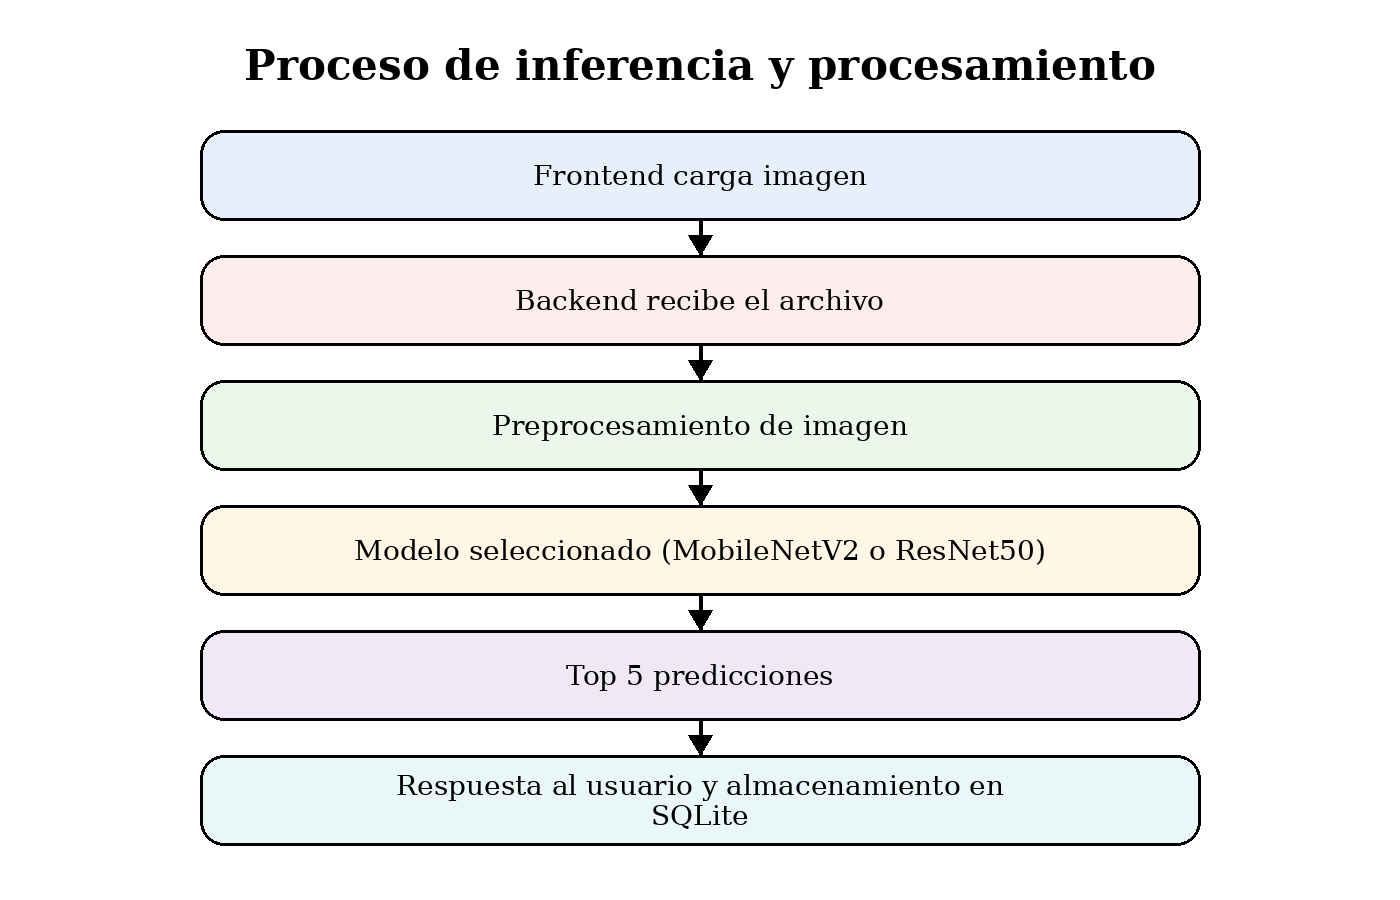 Proceso de inferencia y procesamiento
Frontend carga imagen
Backend recibe el archivo
Preprocesamiento de imagen
Modelo seleccionado (MobileNetV2 o ResNet50)
Top 5 predicciones
Respuesta al usuario y almacenamiento en
SQLite